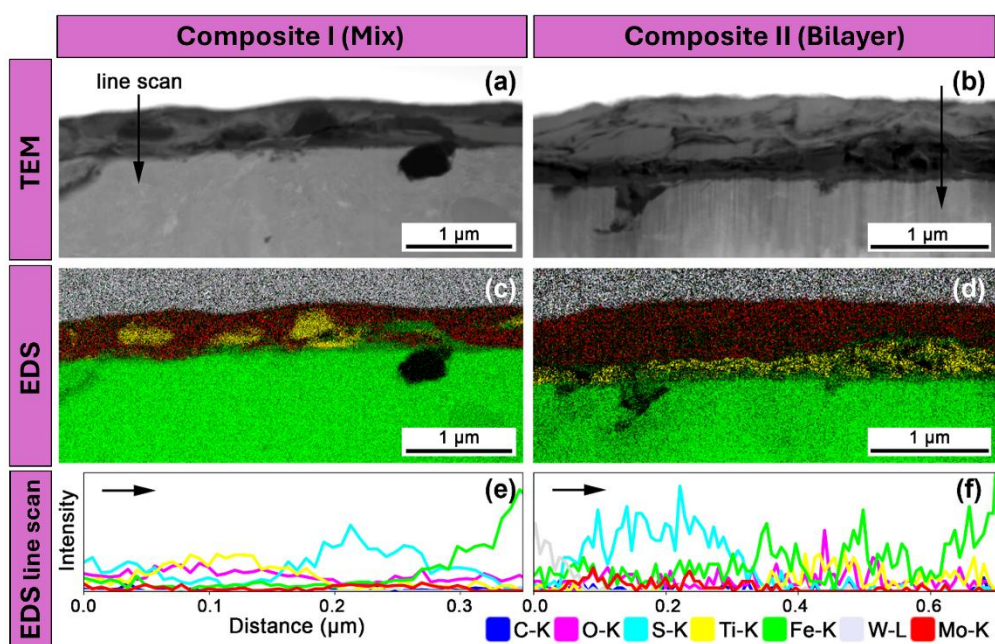 Composite I (Mix)
Composite II (Bilayer)
TEM
line scan
(a)
1 µm
(b)
1 µm
EDS
(c)
1 µm
(d)
1 µm
EDS line scan
Intensity
(e)
(f)
0.0 0.1 0.2 0.3
0.0 0.2 0.4 0.6
Distance (µm)
C-K O-K S-K Ti-K Fe-K W-L Mo-K